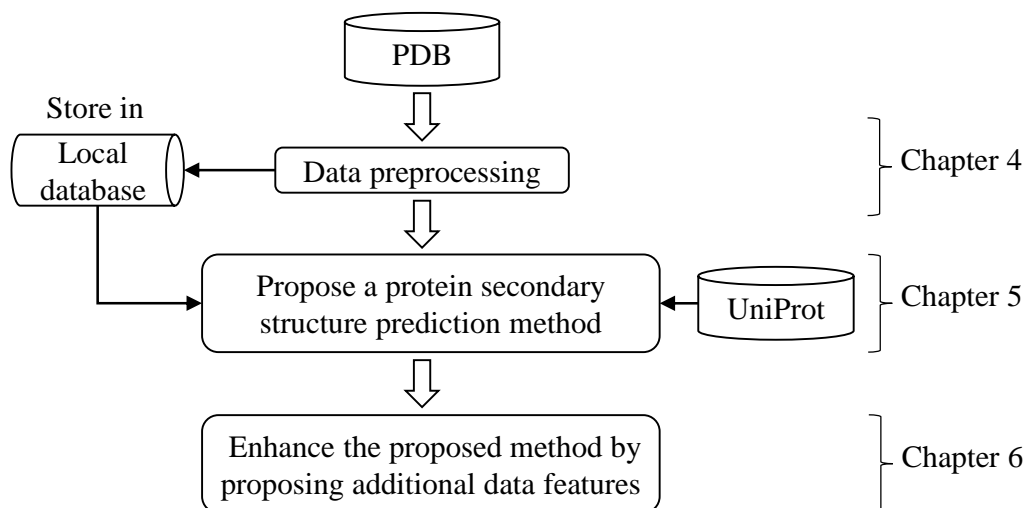 PDB
Store in
Local
database
Data preprocessing
Chapter 4
Propose a protein secondary
structure prediction method
UniProt
Chapter 5
Enhance the proposed method by
proposing additional data features
Chapter 6